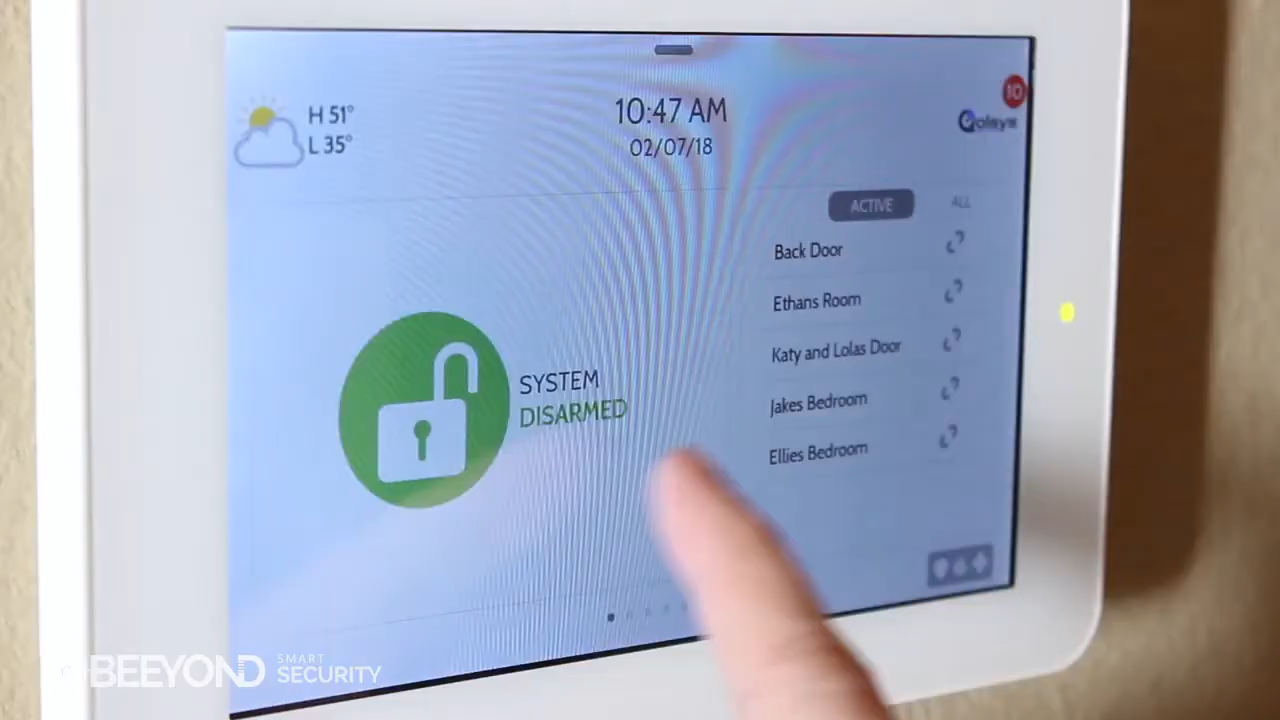 H 51°
L 35°
10:47 AM
02/07/18
10
Qolsys
ACTIVE
ALL
Back Door
Ethans Room
Katy and Lolas Door
Jakes Bedroom
Ellies Bedroom
SYSTEM
DISARMED
BEEYOND SMART SECURITY